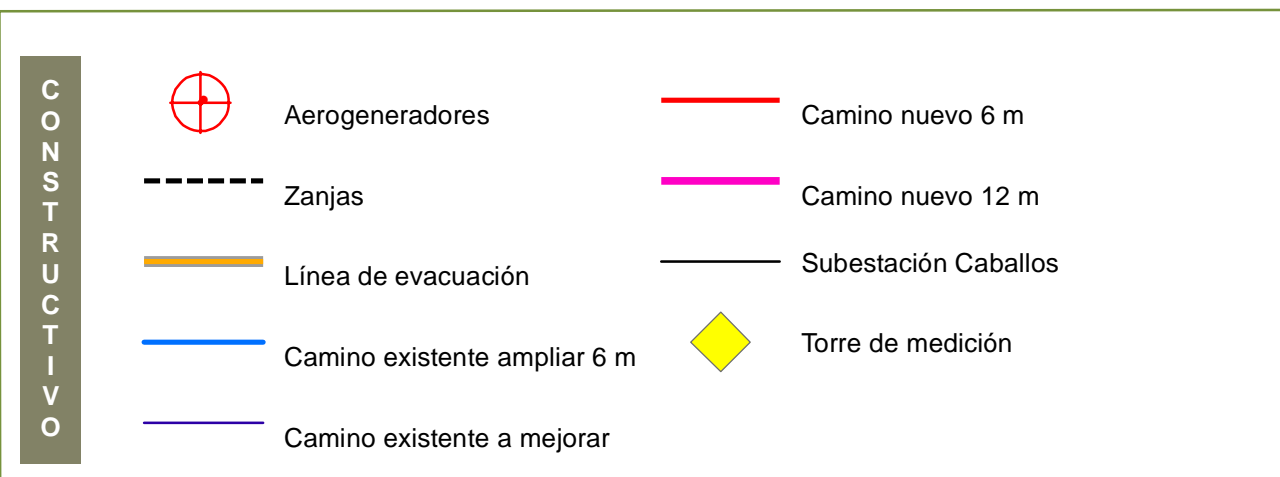 CONSTRUCTIVO
Aerogeneradores
Zanjas
Línea de evacuación
Camino existente ampliar 6 m
Camino existente a mejorar
Camino nuevo 6 m
Camino nuevo 12 m
Subestación Caballos
Torre de medición